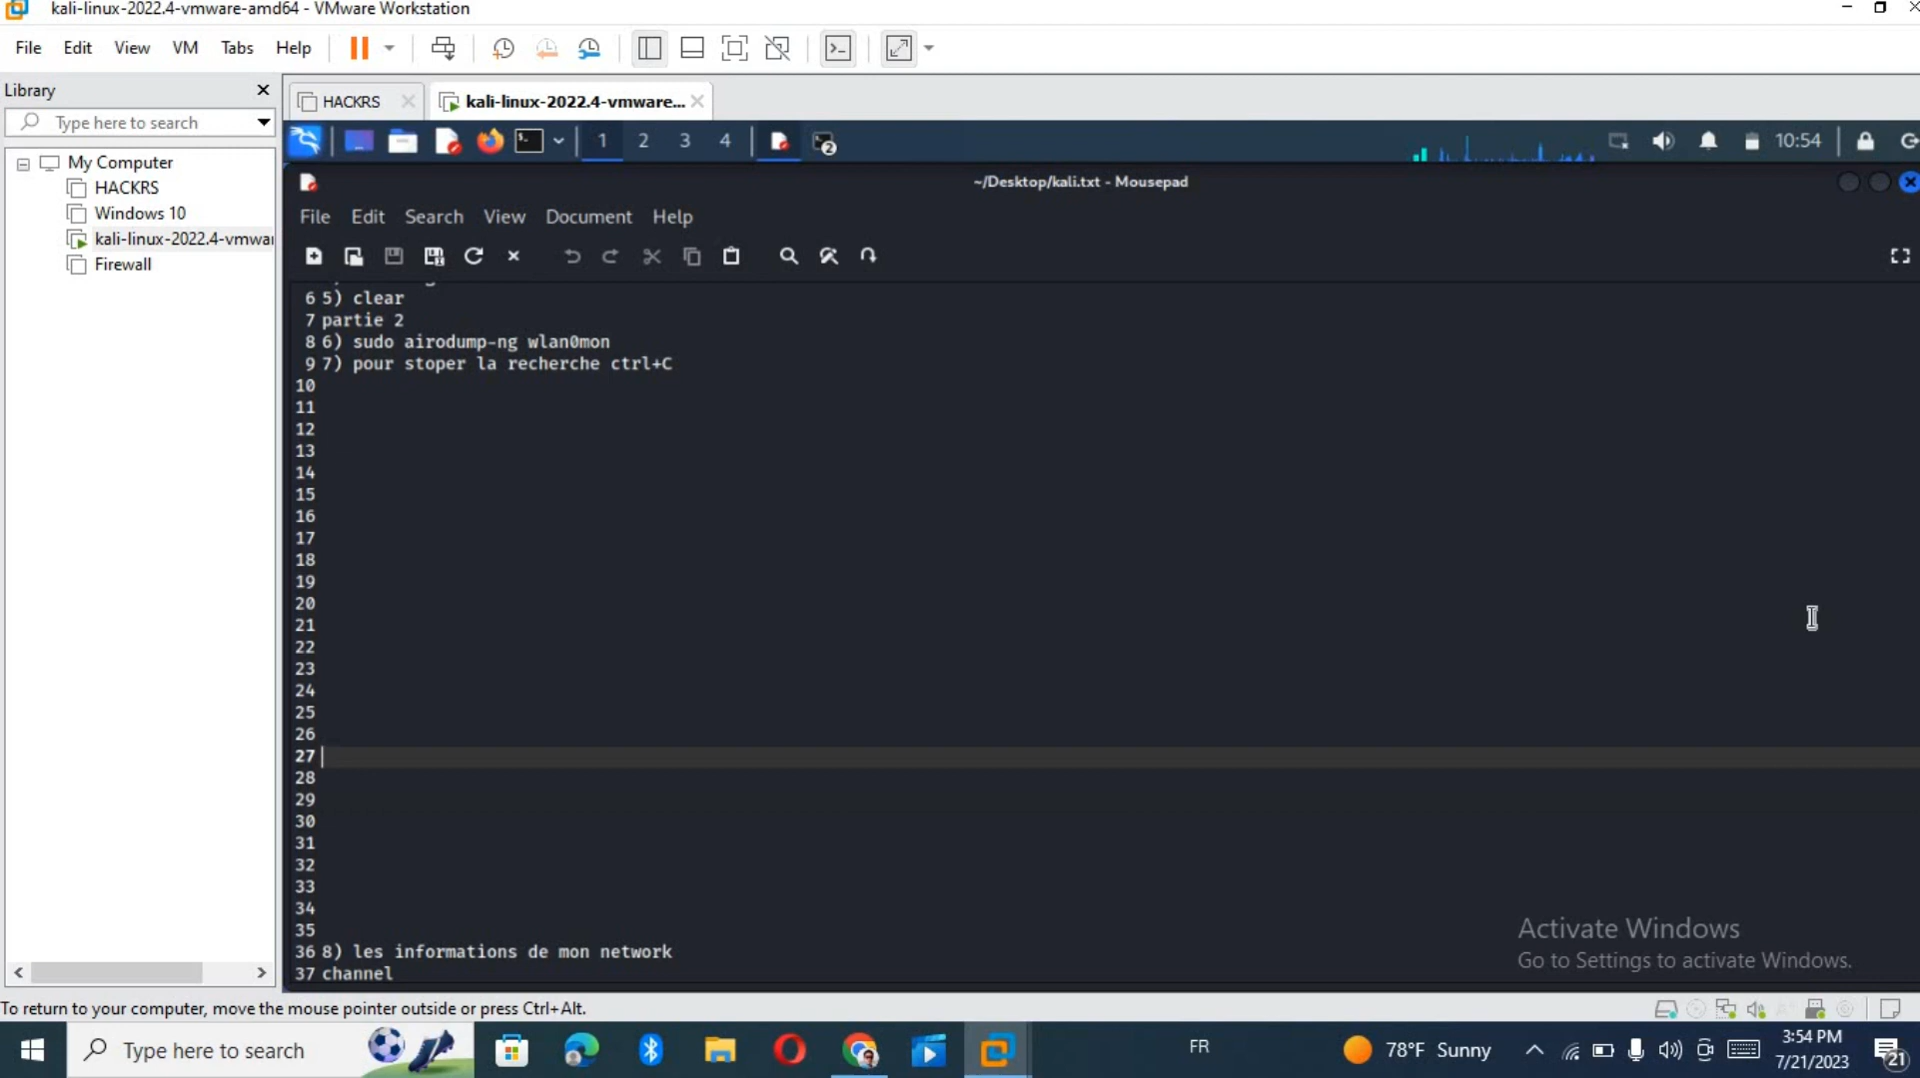 kali-linux-2022.4-vmware-amd64 - VMware Workstation
File Edit View VM Tabs Help
Library
Type here to search
My Computer
HACKRS
Windows 10
kali-linux-2022.4-vmwar
Firewall
HACKRS
kali-linux-2022.4-vmware...
1 2 3 4
2
10:54
~/Desktop/kali.txt - Mousepad
File Edit Search View Document Help
6 5) clear
7 partie 2
8 6) sudo airodump-ng wlan0mon
9 7) pour stoper la recherche ctrl+C
10
11
12
13
14
15
16
17
18
19
20
21
22
23
24
25
26
27
28
29
30
31
32
33
34
35
36 8) les informations de mon network
37 channel
Activate Windows
Go to Settings to activate Windows.
To return to your computer, move the mouse pointer outside or press Ctrl+Alt.
Type here to search
FR
78°F Sunny
3:54 PM
7/21/2023
21